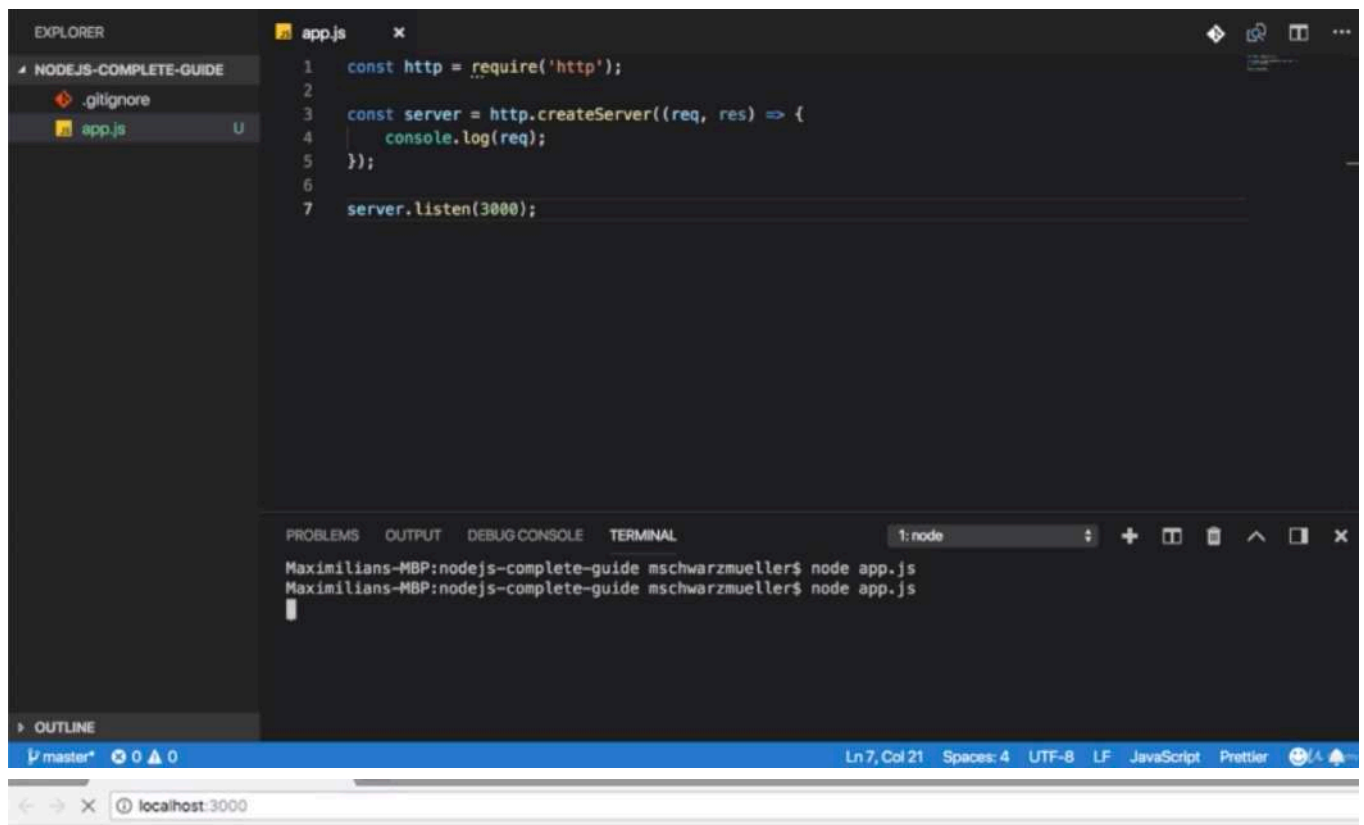 EXPLORER
NODEJS-COMPLETE-GUIDE
.gitignore
app.js U
OUTLINE
app.js ×
1 const http = require('http');
2
3 const server = http.createServer((req, res) => {
4     console.log(req);
5 });
6
7 server.listen(3000);
PROBLEMS OUTPUT DEBUG CONSOLE TERMINAL 1: node
Maximilians-MBP:nodejs-complete-guide mschwarzmueller$ node app.js
Maximilians-MBP:nodejs-complete-guide mschwarzmueller$ node app.js
master* 0 0 Ln 7, Col 21 Spaces: 4 UTF-8 LF JavaScript Prettier
localhost:3000